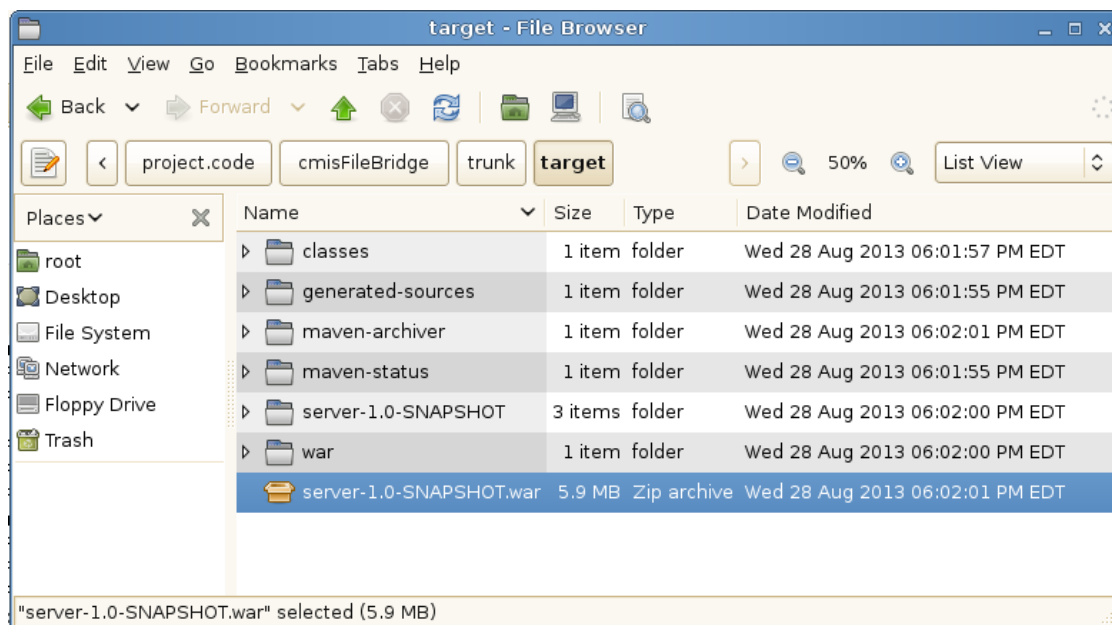 target - File Browser
File Edit View Go Bookmarks Tabs Help
Back Forward
project.code cmisFileBridge trunk target 50% List View
Places Name Size Type Date Modified
root
Desktop
File System
Network
Floppy Drive
Trash
classes 1 item folder Wed 28 Aug 2013 06:01:57 PM EDT
generated-sources 1 item folder Wed 28 Aug 2013 06:01:55 PM EDT
maven-archiver 1 item folder Wed 28 Aug 2013 06:02:01 PM EDT
maven-status 1 item folder Wed 28 Aug 2013 06:01:55 PM EDT
server-1.0-SNAPSHOT 3 items folder Wed 28 Aug 2013 06:02:00 PM EDT
war 1 item folder Wed 28 Aug 2013 06:02:00 PM EDT
server-1.0-SNAPSHOT.war 5.9 MB Zip archive Wed 28 Aug 2013 06:02:01 PM EDT
"server-1.0-SNAPSHOT.war" selected (5.9 MB)